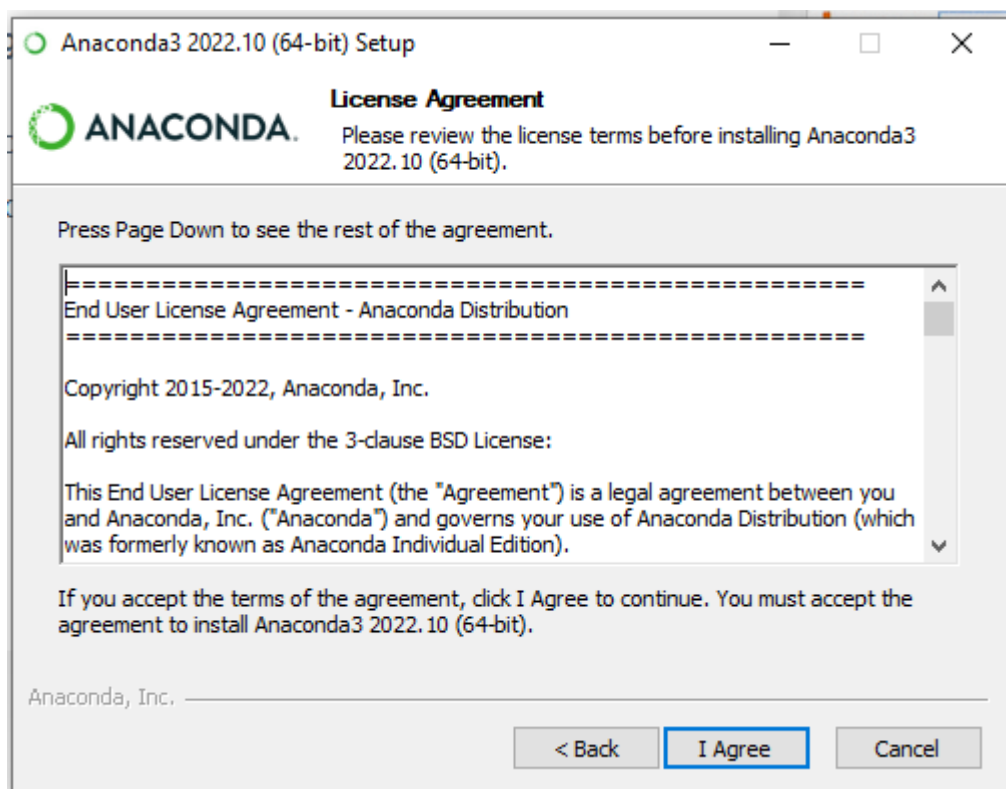 Anaconda3 2022.10 (64-bit) Setup
ANACONDA.
License Agreement
Please review the license terms before installing Anaconda3
2022.10 (64-bit).
Press Page Down to see the rest of the agreement.
==================================================
End User License Agreement - Anaconda Distribution
==================================================
Copyright 2015-2022, Anaconda, Inc.
All rights reserved under the 3-clause BSD License:
This End User License Agreement (the "Agreement") is a legal agreement between you
and Anaconda, Inc. ("Anaconda") and governs your use of Anaconda Distribution (which
was formerly known as Anaconda Individual Edition).
If you accept the terms of the agreement, click I Agree to continue. You must accept the
agreement to install Anaconda3 2022.10 (64-bit).
Anaconda, Inc.
< Back
I Agree
Cancel